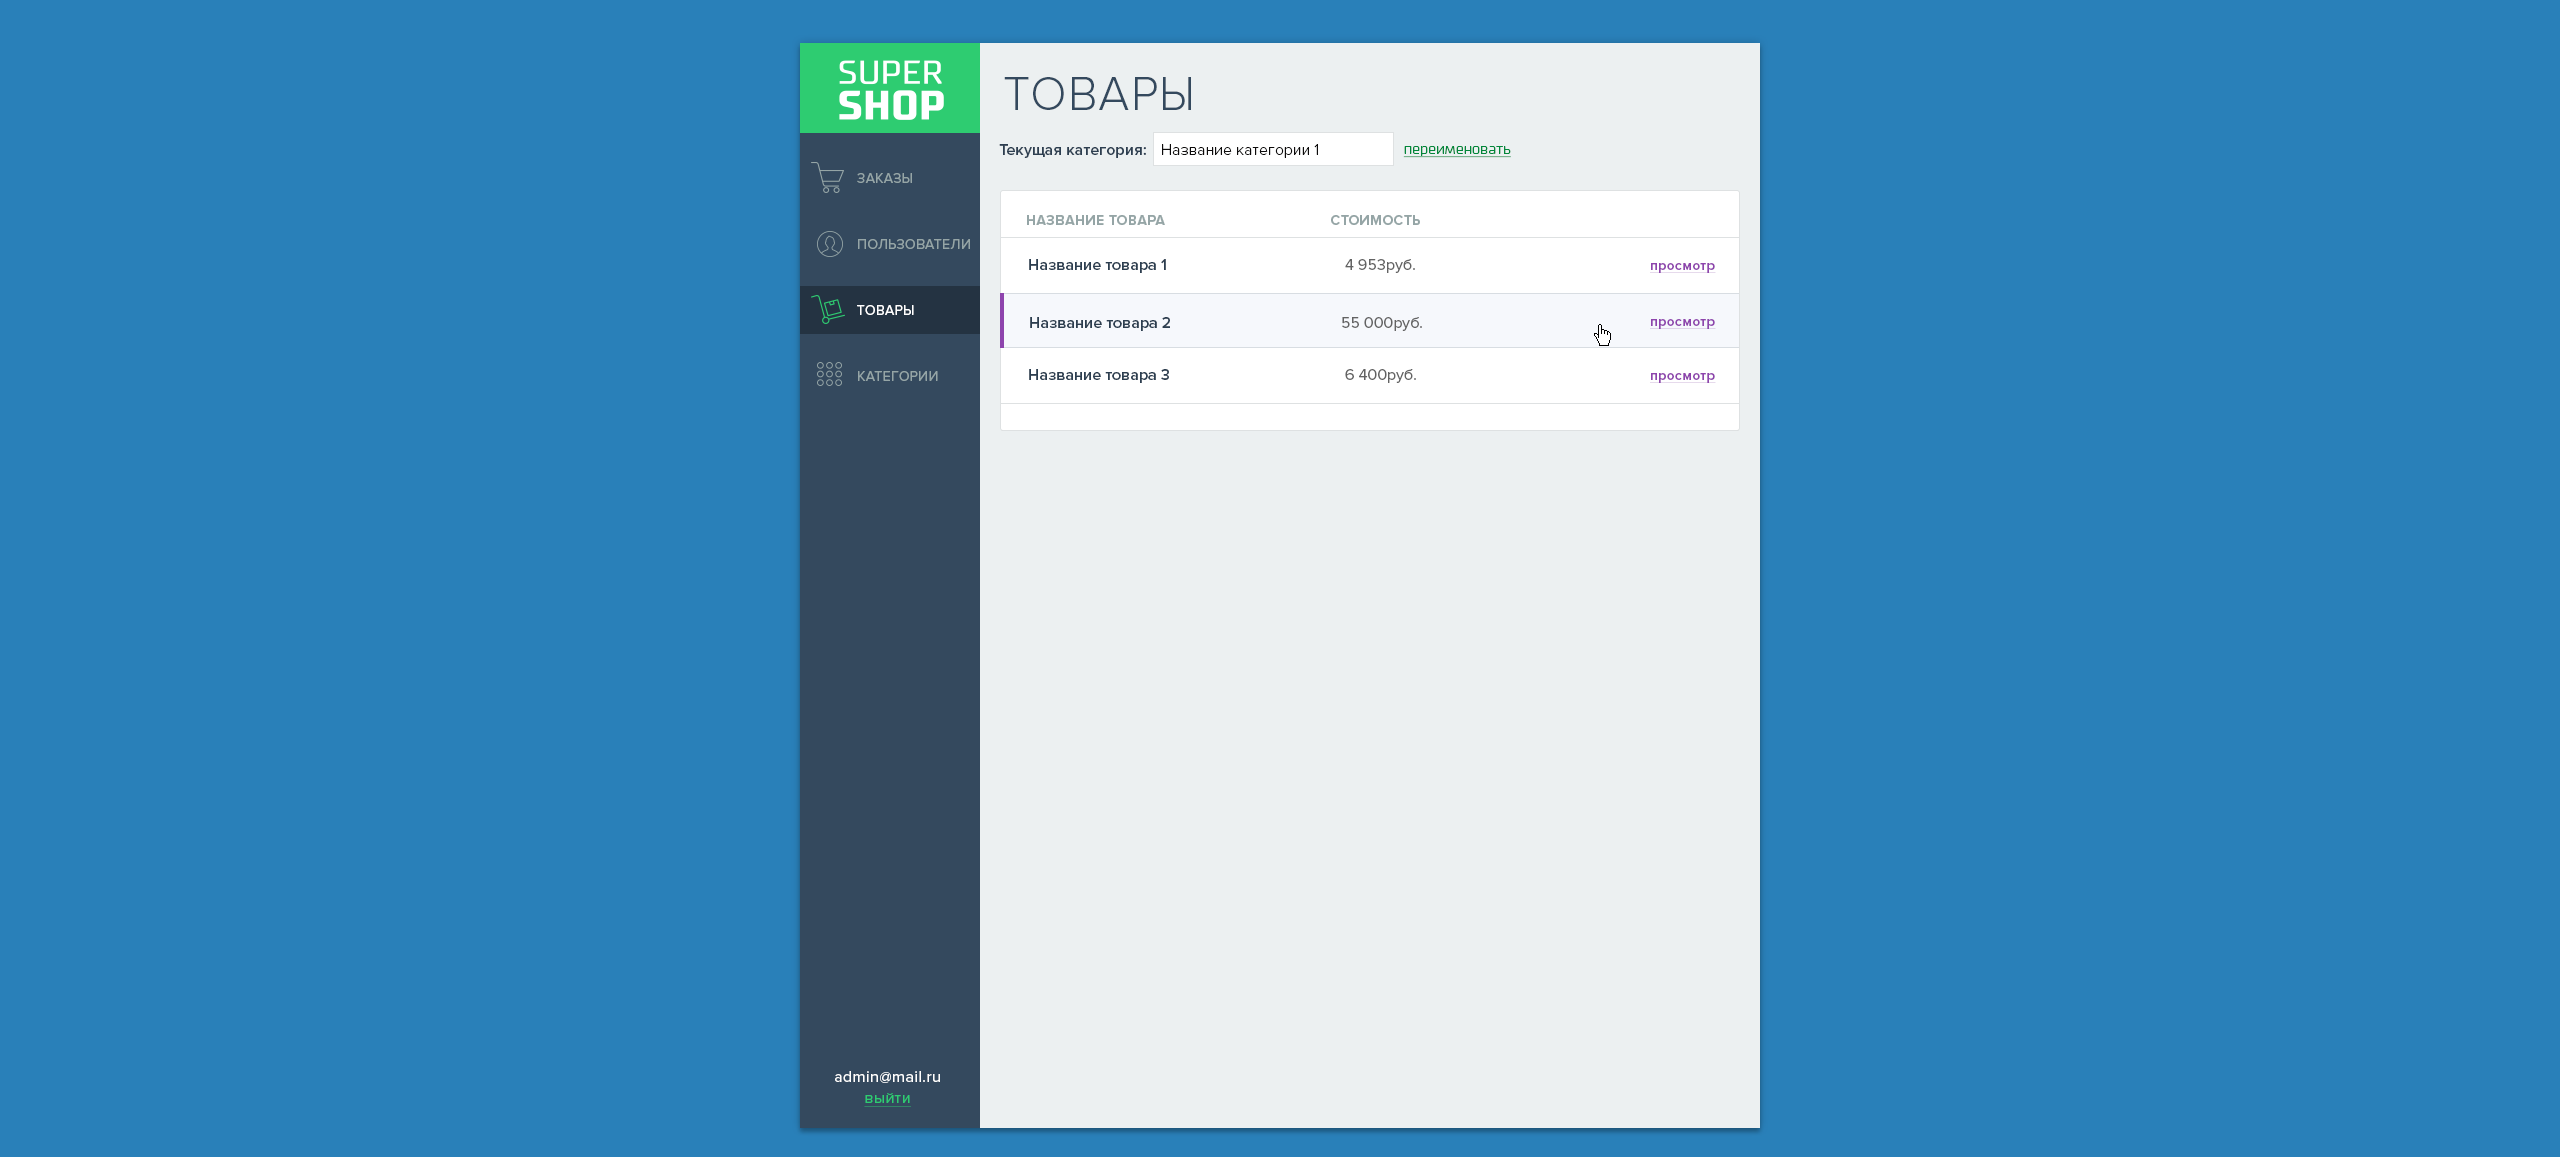 SUPER
SHOP
ЗАКАЗЫ
ПОЛЬЗОВАТЕЛИ
ТОВАРЫ
КАТЕГОРИИ
admin@mail.ru
выйти
ТОВАРЫ
Текущая категория: Название категории 1 переименовать
НАЗВАНИЕ ТОВАРА СТОИМОСТЬ
Название товара 1 4 953руб. просмотр
Название товара 2 55 000руб. просмотр
Название товара 3 6 400руб. просмотр